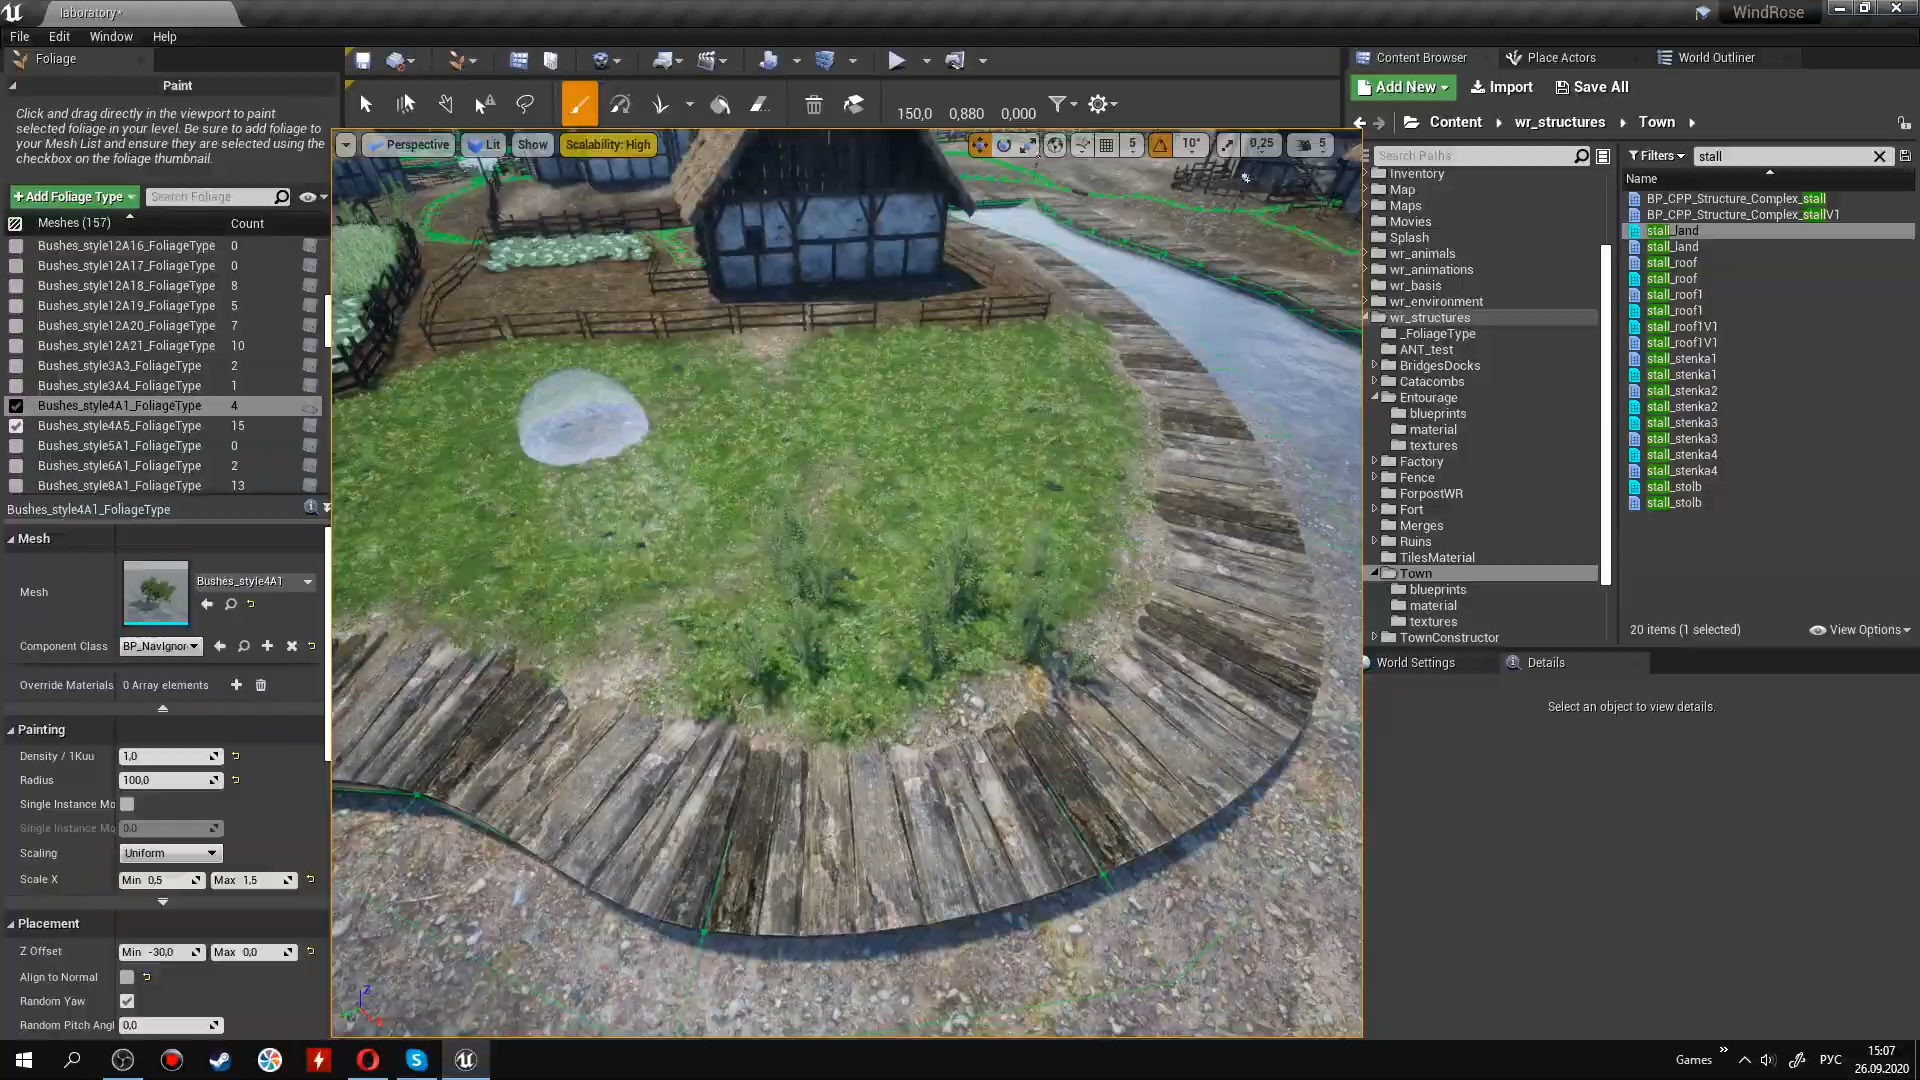 laboratory*
WindRose
File Edit Window Help
Foliage
Content Browser Place Actors World Outliner
Paint
Click and drag directly in the viewport to paint
selected foliage in your level. Be sure to add foliage to
your Mesh List and ensure they are selected using the
checkbox on the foliage thumbnail.
150,0 0,880 0,000
Add New Import Save All
Content wr_structures Town
Perspective Lit Show Scalability: High 5 10° 0,25 5
Search Paths
Filters stall
Name
+Add Foliage Type Search Foliage
Meshes (157) Count
Bushes_style12A16_FoliageType 0
Bushes_style12A17_FoliageType 0
Bushes_style12A18_FoliageType 8
Bushes_style12A19_FoliageType 5
Bushes_style12A20_FoliageType 7
Bushes_style12A21_FoliageType 10
Bushes_style3A3_FoliageType 2
Bushes_style3A4_FoliageType 1
Bushes_style4A1_FoliageType 4
Bushes_style4A5_FoliageType 15
Bushes_style5A1_FoliageType 0
Bushes_style6A1_FoliageType 2
Bushes_style8A1_FoliageType 13
Bushes_style4A1_FoliageType
Mesh
Mesh Bushes_style4A1
Component Class BP_NavIgnor
Override Materials 0 Array elements
Painting
Density / 1Kuu 1,0
Radius 100,0
Single Instance Mo
Single Instance Mo 0.0
Scaling Uniform
Scale X Min 0,5 Max 1,5
Placement
Z Offset Min -30,0 Max 0,0
Align to Normal
Random Yaw
Random Pitch Angl 0,0
Z
Inventory
Map
Maps
Movies
Splash
wr_animals
wr_animations
wr_basis
wr_environment
wr_structures
_FoliageType
ANT_test
BridgesDocks
Catacombs
Entourage
blueprints
material
textures
Factory
Fence
ForpostWR
Fort
Merges
Ruins
TilesMaterial
Town
blueprints
material
textures
TownConstructor
BP_CPP_Structure_Complex_stall
BP_CPP_Structure_Complex_stallV1
stall_land
stall_land
stall_roof
stall_roof
stall_roof1
stall_roof1
stall_roof1V1
stall_roof1V1
stall_stenka1
stall_stenka1
stall_stenka2
stall_stenka2
stall_stenka3
stall_stenka3
stall_stenka4
stall_stenka4
stall_stolb
stall_stolb
20 items (1 selected) View Options
World Settings Details
Select an object to view details.
Games РУС 15:07
26.09.2020